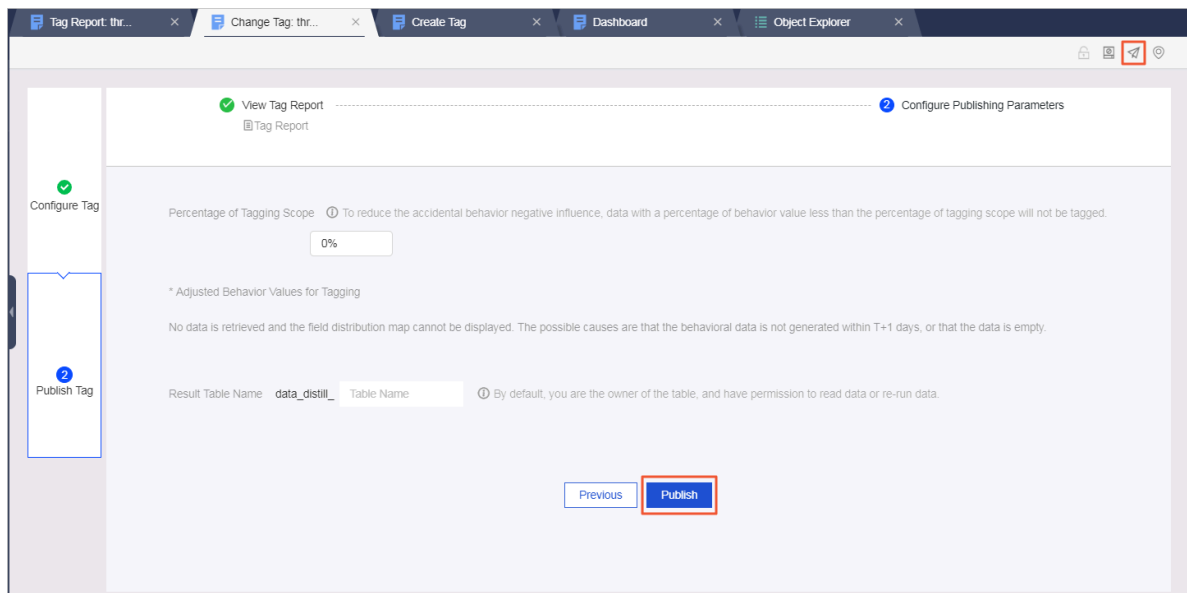 Tag Report: thr... Change Tag: thr... Create Tag Dashboard Object Explorer
View Tag Report 2 Configure Publishing Parameters
Tag Report
Configure Tag
Percentage of Tagging Scope To reduce the accidental behavior negative influence, data with a percentage of behavior value less than the percentage of tagging scope will not be tagged.
0%
* Adjusted Behavior Values for Tagging
No data is retrieved and the field distribution map cannot be displayed. The possible causes are that the behavioral data is not generated within T+1 days, or that the data is empty.
2
Publish Tag
Result Table Name data_distill_ Table Name By default, you are the owner of the table, and have permission to read data or re-run data.
Previous Publish